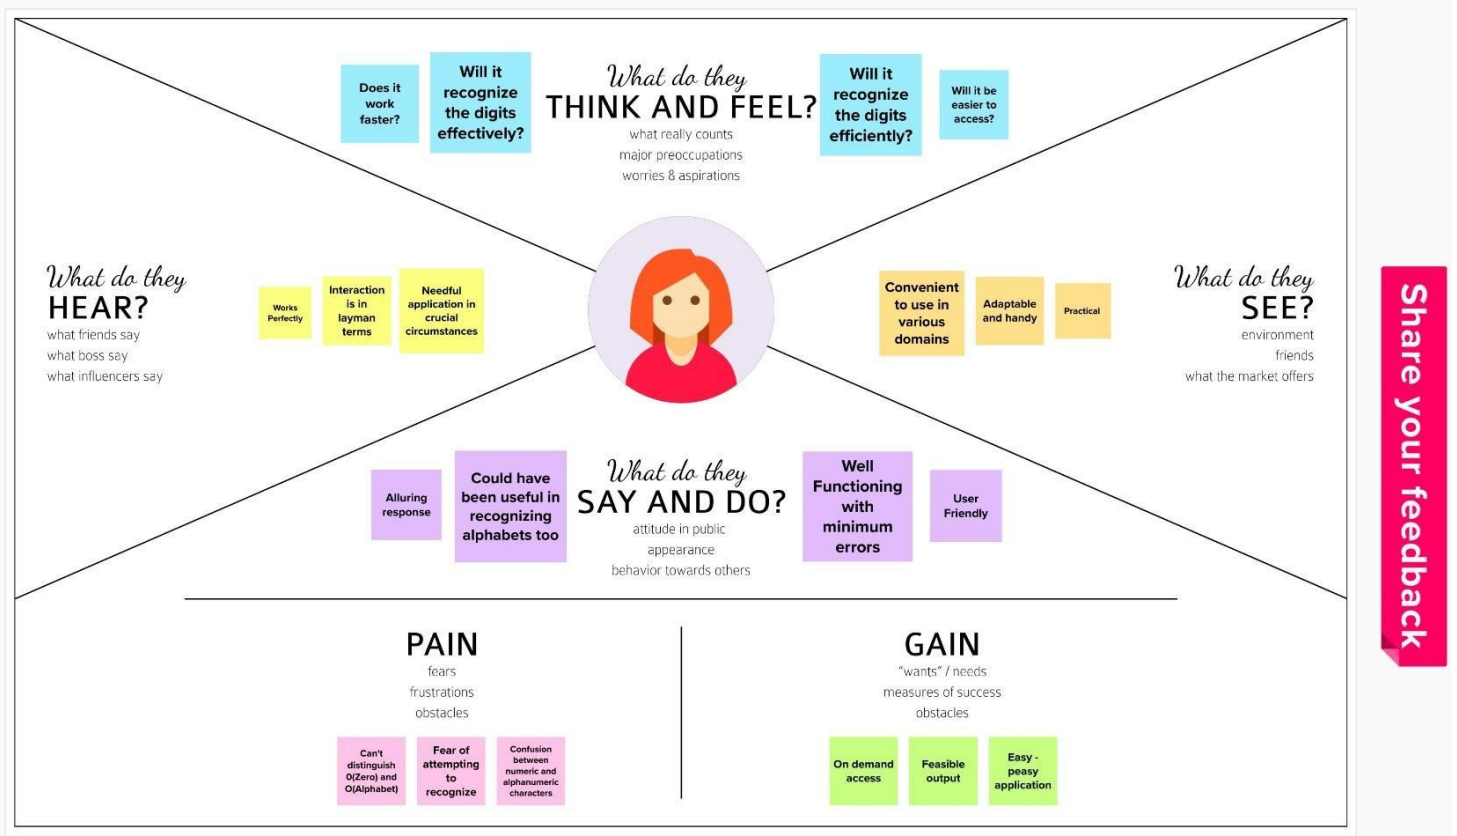 Does it
work
faster?
Will it
recognize
the digits
effectively?
What do they
THINK AND FEEL?
what really counts
major preoccupations
worries & aspirations
Will it
recognize
the digits
efficiently?
Will it be
easier to
access?
What do they
HEAR?
what friends say
what boss say
what influencers say
Works
Perfectly
Interaction
is in
layman
terms
Needful
application in
crucial
circumstances
Convenient
to use in
various
domains
Adaptable
and handy
Practical
What do they
SEE?
environment
friends
what the market offers
Alluring
response
Could have
been useful in
recognizing
alphabets too
What do they
SAY AND DO?
attitude in public
appearance
behavior towards others
Well
Functioning
with
minimum
errors
User
Friendly
PAIN
fears
frustrations
obstacles
Can't
distinguish
0(Zero) and
O(Alphabet)
Fear of
attempting
to
recognize
Confusion
between
numeric and
alphanumeric
characters
GAIN
"wants" / needs
measures of success
obstacles
On demand
access
Feasible
output
Easy -
peasy
application
Share your feedback